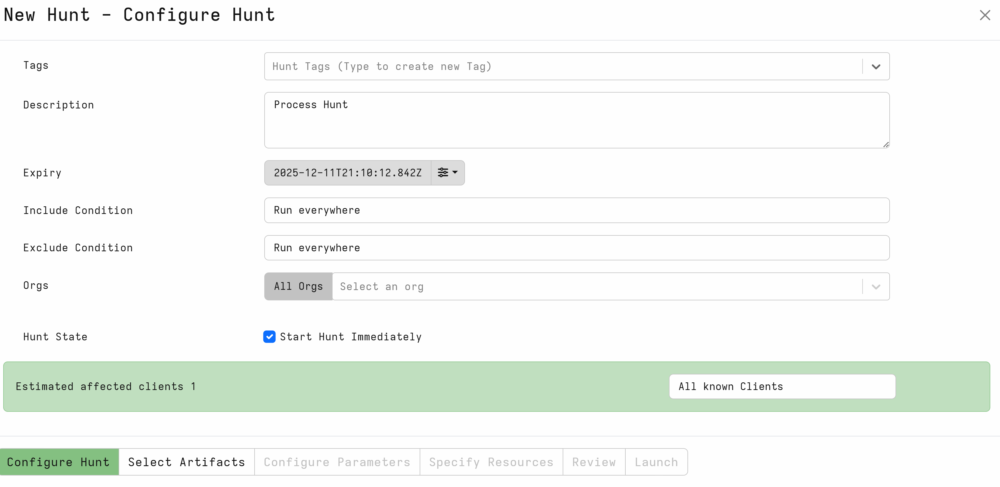 New Hunt - Configure Hunt
Tags
Hunt Tags (Type to create new Tag)
Description
Process Hunt
Expiry
2025-12-11T21:10:12.842Z
Include Condition
Run everywhere
Exclude Condition
Run everywhere
Orgs
All Orgs
Select an org
Hunt State
Start Hunt Immediately
Estimated affected clients 1
All known Clients
Configure Hunt
Select Artifacts
Configure Parameters
Specify Resources
Review
Launch